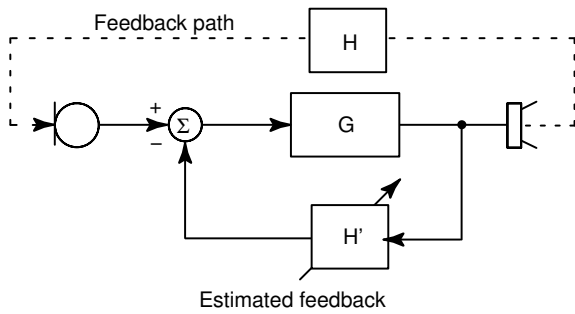 Feedback path
H
+
Σ
−
G
H'
Estimated feedback